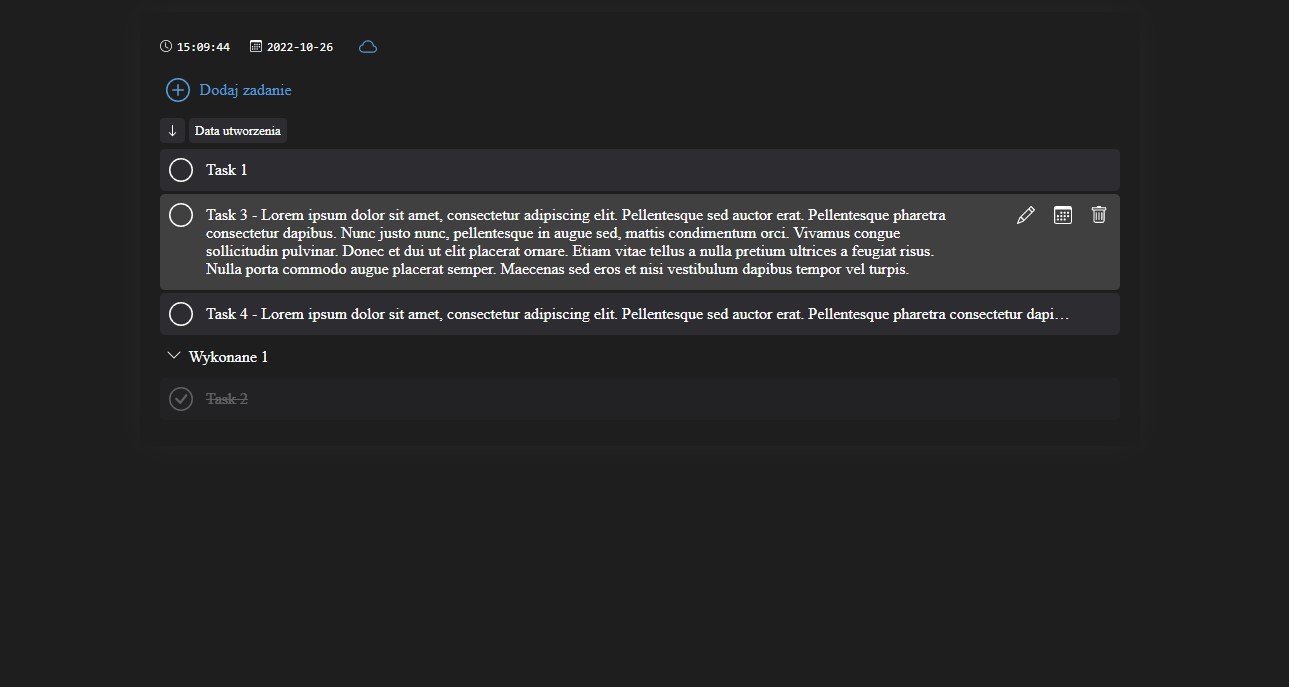 15:09:44 2022-10-26
Dodaj zadanie
Data utworzenia
Task 1
Task 3 - Lorem ipsum dolor sit amet, consectetur adipiscing elit. Pellentesque sed auctor erat. Pellentesque pharetra
consectetur dapibus. Nunc justo nunc, pellentesque in augue sed, mattis condimentum orci. Vivamus congue
sollicitudin pulvinar. Donec et dui ut elit placerat ornare. Etiam vitae tellus a nulla pretium ultrices a feugiat risus.
Nulla porta commodo augue placerat semper. Maecenas sed eros et nisi vestibulum dapibus tempor vel turpis.
Task 4 - Lorem ipsum dolor sit amet, consectetur adipiscing elit. Pellentesque sed auctor erat. Pellentesque pharetra consectetur dapi…
Wykonane 1
Task 2